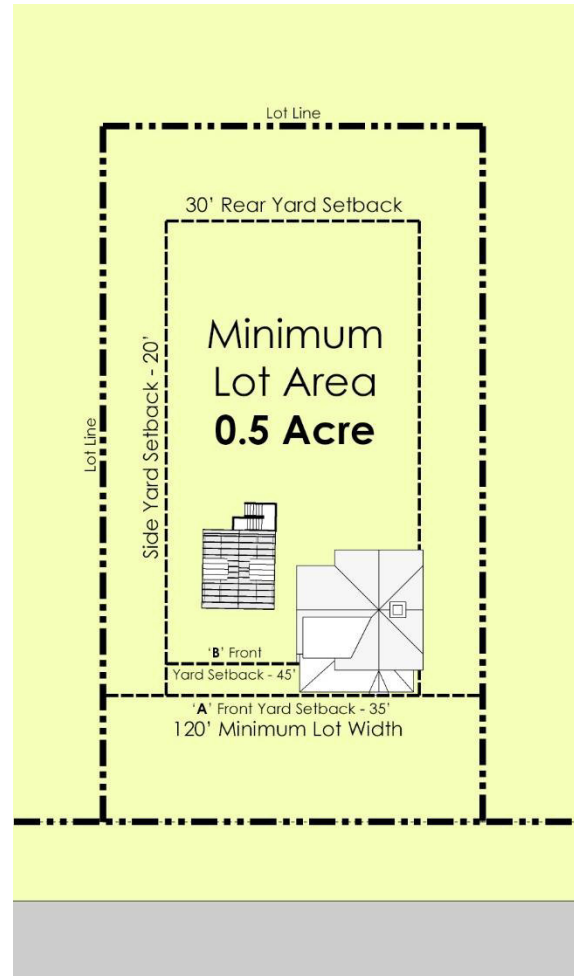 Lot Line
30’ Rear Yard Setback
Minimum
Lot Area
0.5 Acre
Side Yard Setback - 20’
Lot Line
‘B’ Front
Yard Setback - 45’
‘A’ Front Yard Setback - 35’
120’ Minimum Lot Width